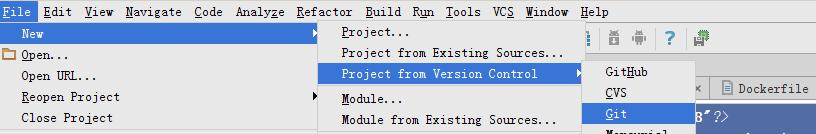 File Edit View Navigate Code Analyze Refactor Build Run Tools VCS Window Help
New
Open...
Open URL...
Reopen Project
Close Project
Project...
Project from Existing Sources...
Project from Version Control
Module...
Module from Existing Sources...
GitHub
CVS
Git
Dockerfile
8"?>